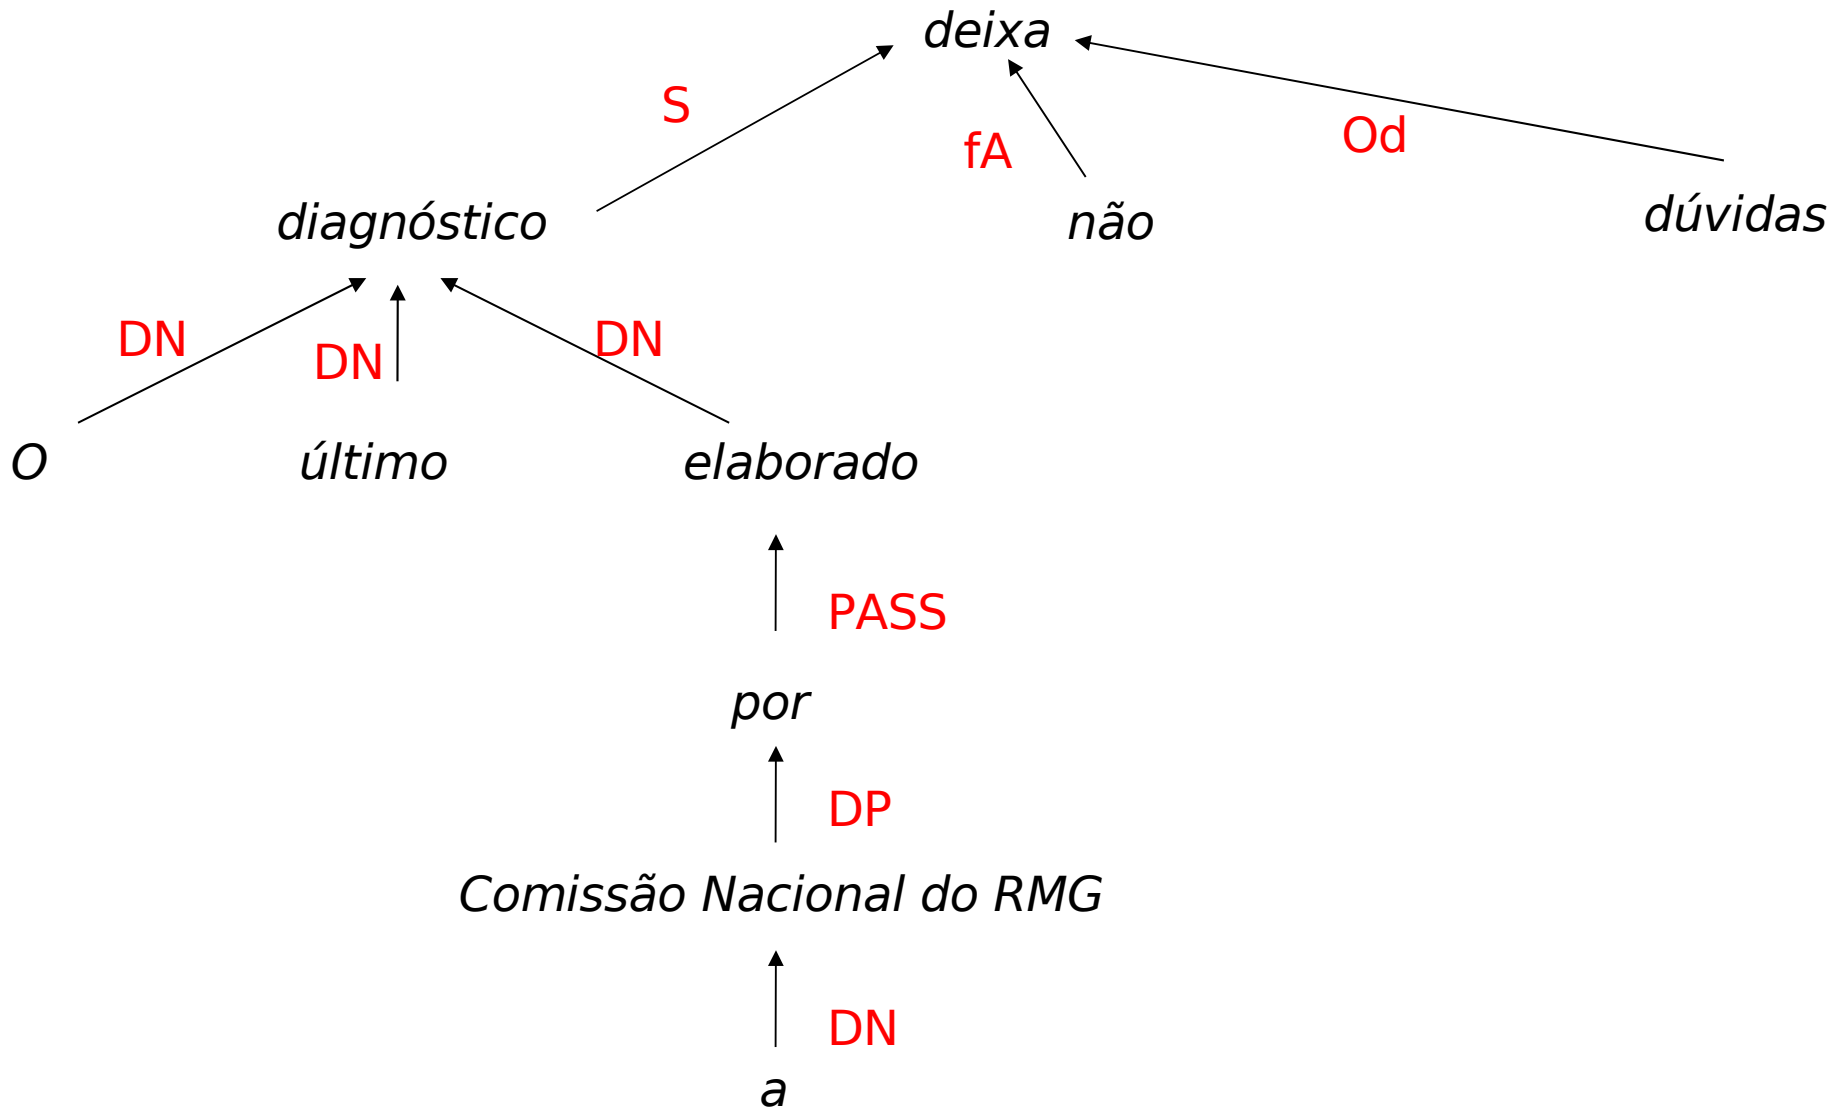 deixa
S
fA
Od
diagnóstico
não
dúvidas
DN
DN
DN
O
último
elaborado
PASS
por
DP
Comissão Nacional do RMG
DN
a